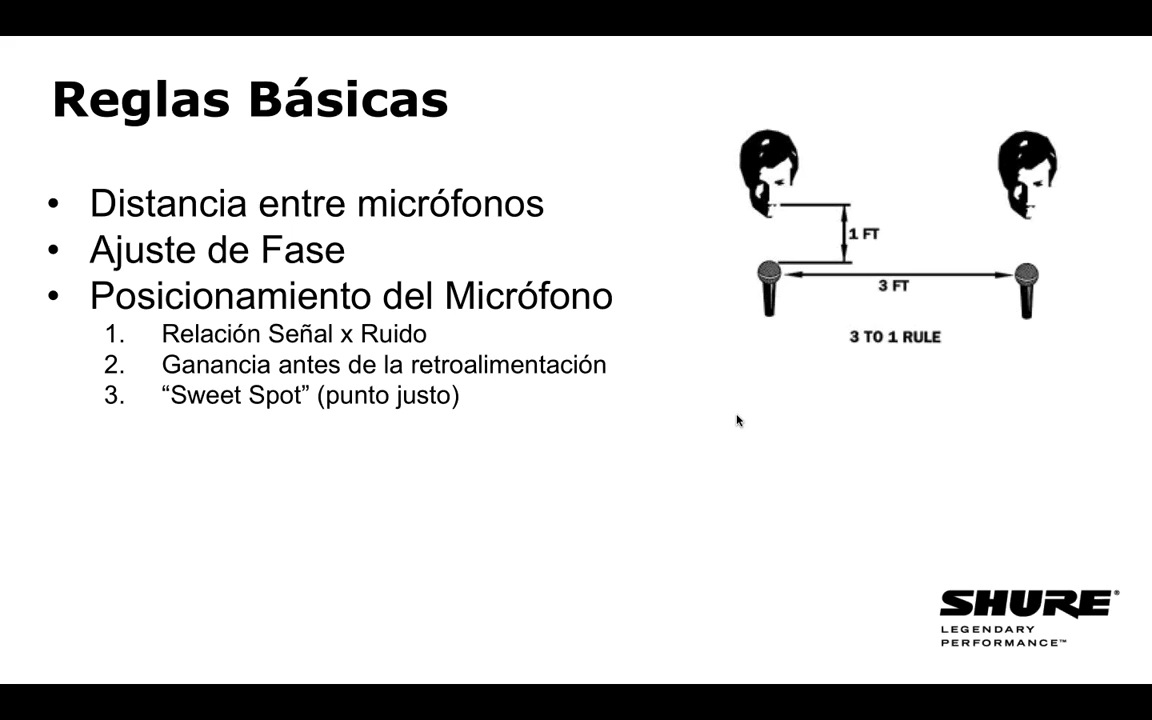 Reglas Básicas
• Distancia entre micrófonos
• Ajuste de Fase
• Posicionamiento del Micrófono
1. Relación Señal x Ruido
2. Ganancia antes de la retroalimentación
3. “Sweet Spot” (punto justo)
1 FT
3 FT
3 TO 1 RULE
SHURE®
LEGENDARY
PERFORMANCE™